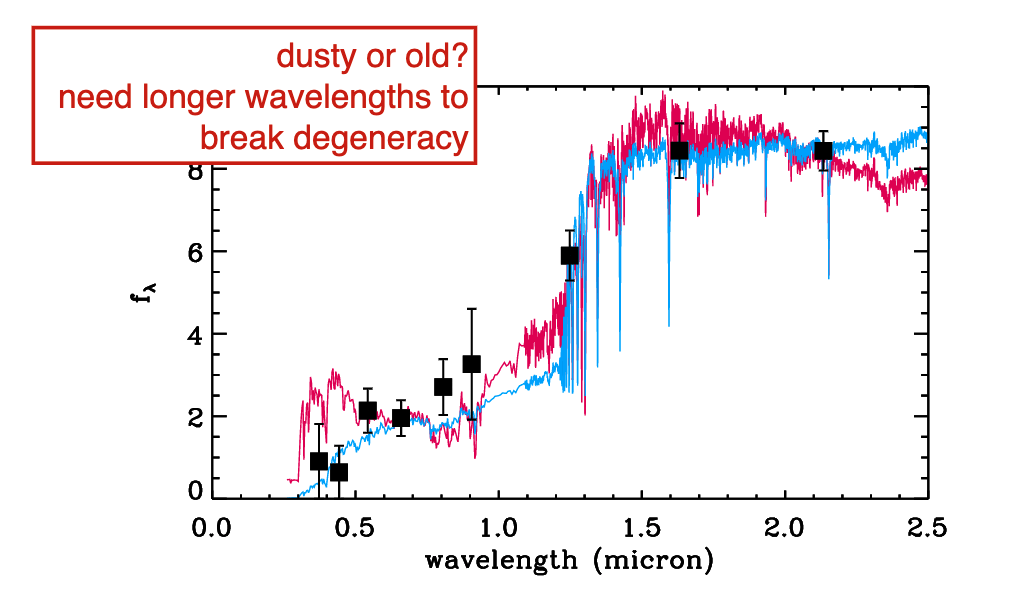 dusty or old?
need longer wavelengths to
break degeneracy
8
6
4
2
0
f_λ
0.0 0.5 1.0 1.5 2.0 2.5
wavelength (micron)